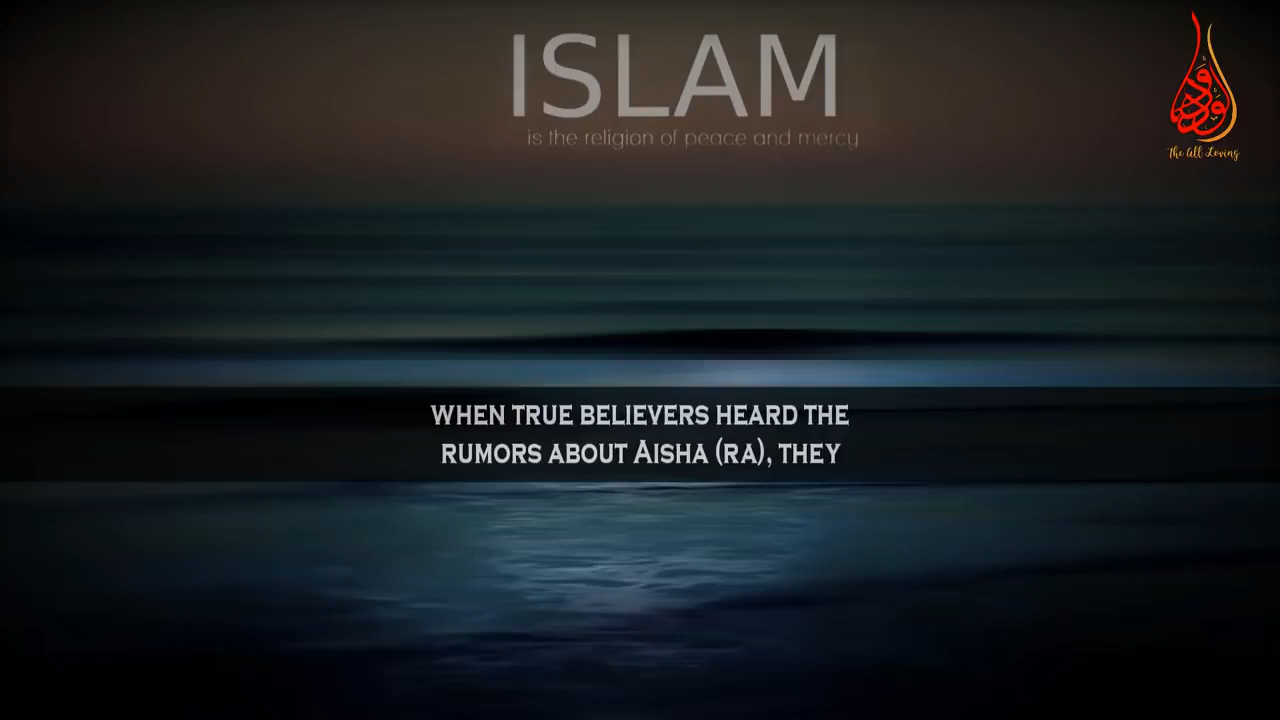 ISLAM
is the religion of peace and mercy
الودود
The All Loving
WHEN TRUE BELIEVERS HEARD THE
RUMORS ABOUT AISHA (RA), THEY